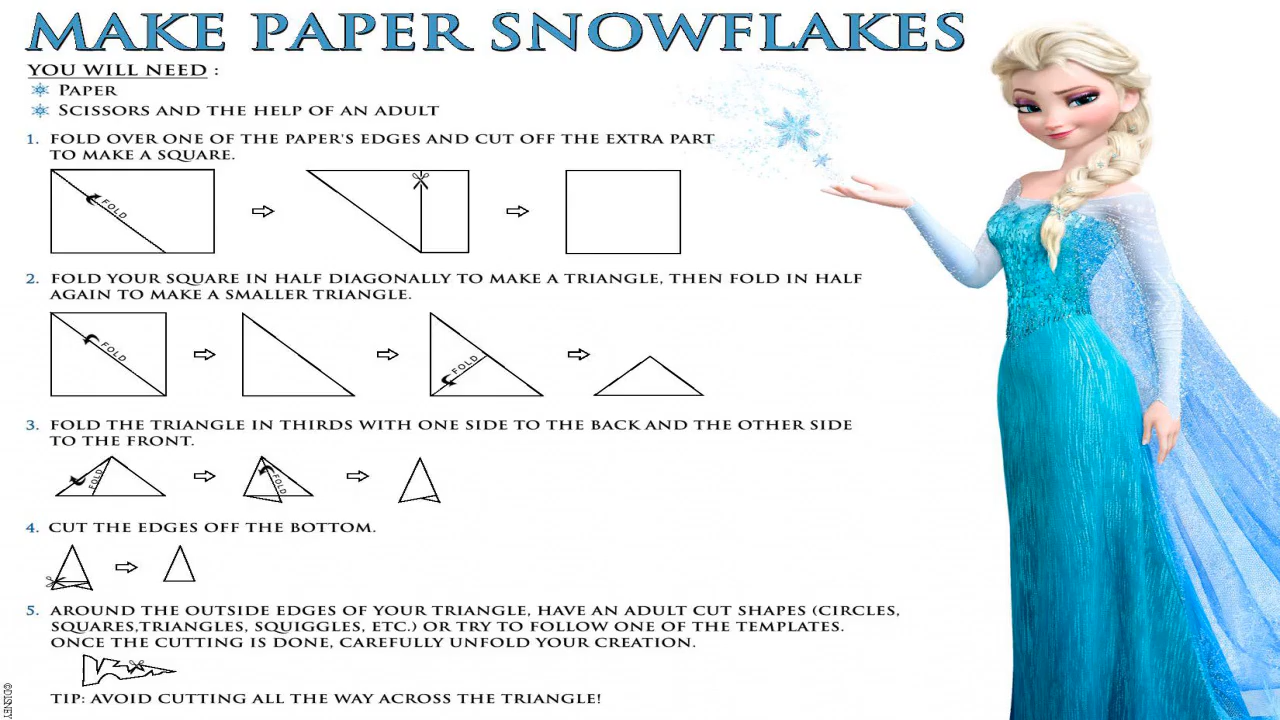 MAKE PAPER SNOWFLAKES
YOU WILL NEED :
PAPER
SCISSORS AND THE HELP OF AN ADULT
1. FOLD OVER ONE OF THE PAPER'S EDGES AND CUT OFF THE EXTRA PART
TO MAKE A SQUARE.
FOLD
2. FOLD YOUR SQUARE IN HALF DIAGONALLY TO MAKE A TRIANGLE, THEN FOLD IN HALF
AGAIN TO MAKE A SMALLER TRIANGLE.
FOLD
FOLD
3. FOLD THE TRIANGLE IN THIRDS WITH ONE SIDE TO THE BACK AND THE OTHER SIDE
TO THE FRONT.
FOLD
FOLD
4. CUT THE EDGES OFF THE BOTTOM.
5. AROUND THE OUTSIDE EDGES OF YOUR TRIANGLE, HAVE AN ADULT CUT SHAPES (CIRCLES,
SQUARES,TRIANGLES, SQUIGGLES, ETC.) OR TRY TO FOLLOW ONE OF THE TEMPLATES.
ONCE THE CUTTING IS DONE, CAREFULLY UNFOLD YOUR CREATION.
TIP: AVOID CUTTING ALL THE WAY ACROSS THE TRIANGLE!
©DISNEY